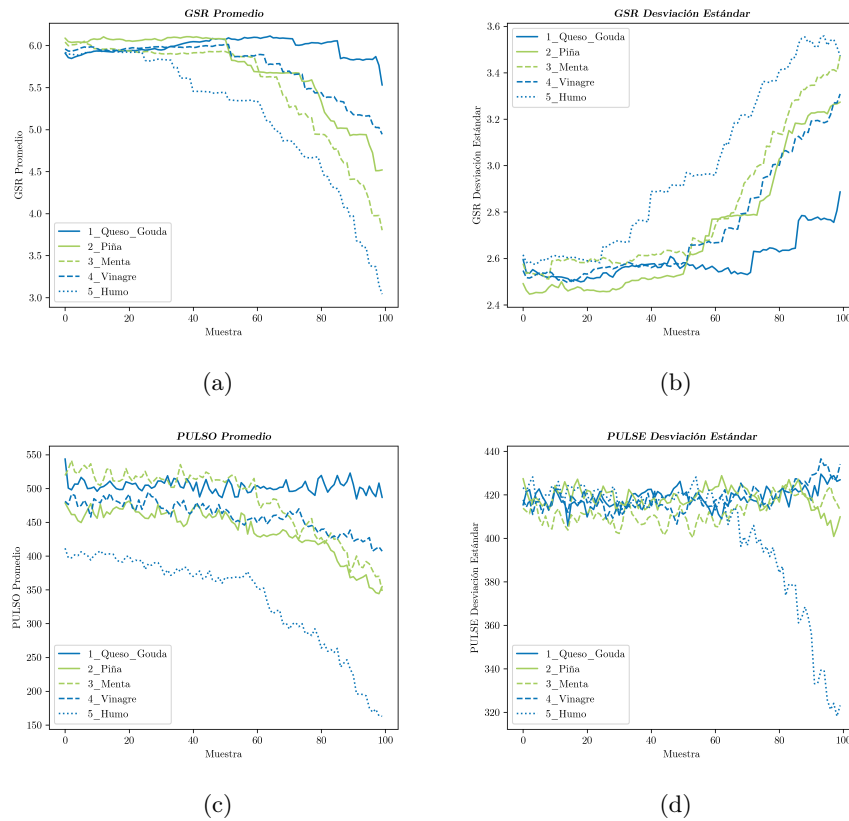 GSR Promedio
GSR Promedio
6.0
5.5
5.0
4.5
4.0
3.5
3.0
1_Queso_Gouda
2_Piña
3_Menta
4_Vinagre
5_Humo
0 20 40 60 80 100
Muestra
(a)
GSR Desviación Estándar
GSR Desviación Estándar
3.6
3.4
3.2
3.0
2.8
2.6
2.4
1_Queso_Gouda
2_Piña
3_Menta
4_Vinagre
5_Humo
0 20 40 60 80 100
Muestra
(b)
PULSO Promedio
PULSO Promedio
550
500
450
400
350
300
250
200
150
1_Queso_Gouda
2_Piña
3_Menta
4_Vinagre
5_Humo
0 20 40 60 80 100
Muestra
(c)
PULSE Desviación Estándar
PULSE Desviación Estándar
440
420
400
380
360
340
320
1_Queso_Gouda
2_Piña
3_Menta
4_Vinagre
5_Humo
0 20 40 60 80 100
Muestra
(d)